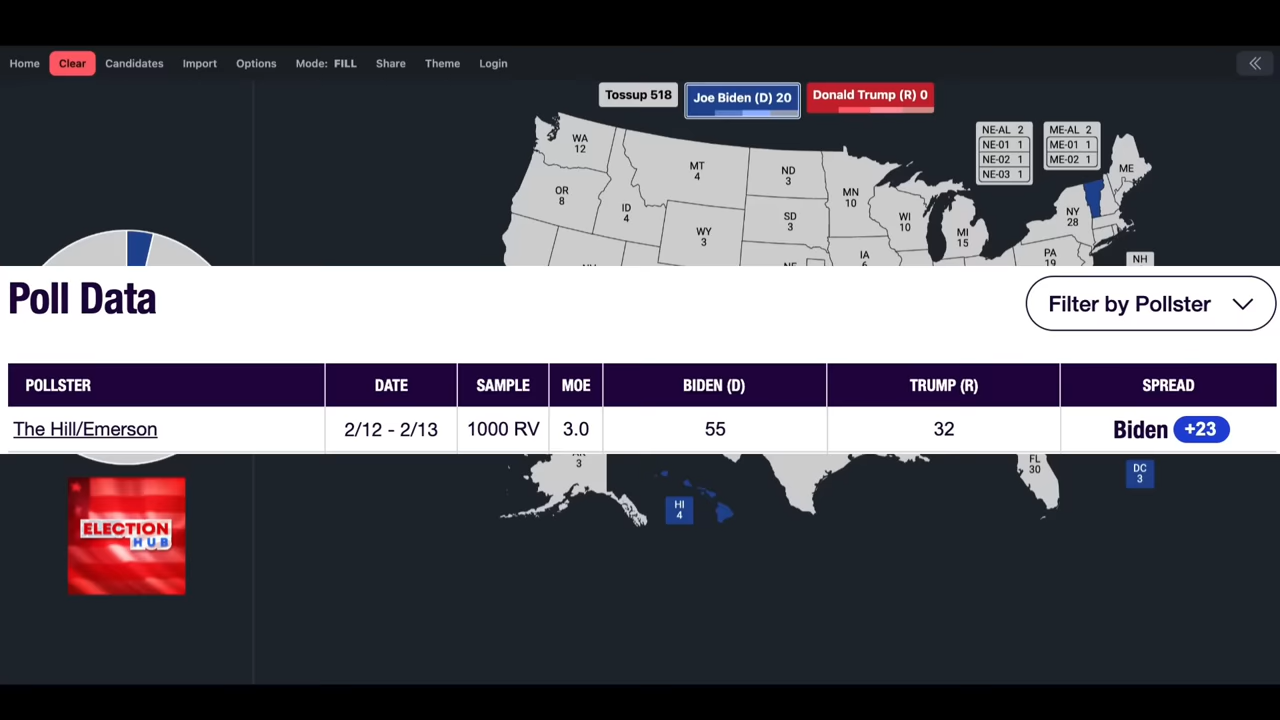 Home Clear Candidates Import Options Mode: FILL Share Theme Login
Tossup 518 Joe Biden (D) 20 Donald Trump (R) 0
WA
12
OR
8
ID
4
MT
4
WY
3
ND
3
SD
3
MN
10
WI
10
MI
15
NE-AL 2
NE-01 1
NE-02 1
NE-03 1
ME-AL 2
ME-01 1
ME-02 1
ME
NY
28
PA
19
NH
IA
NE
Poll Data
Filter by Pollster
POLLSTER DATE SAMPLE MOE BIDEN (D) TRUMP (R) SPREAD
The Hill/Emerson 2/12 - 2/13 1000 RV 3.0 55 32 Biden +23
3
HI
4
FL
30
DC
3
ELECTION
HUB